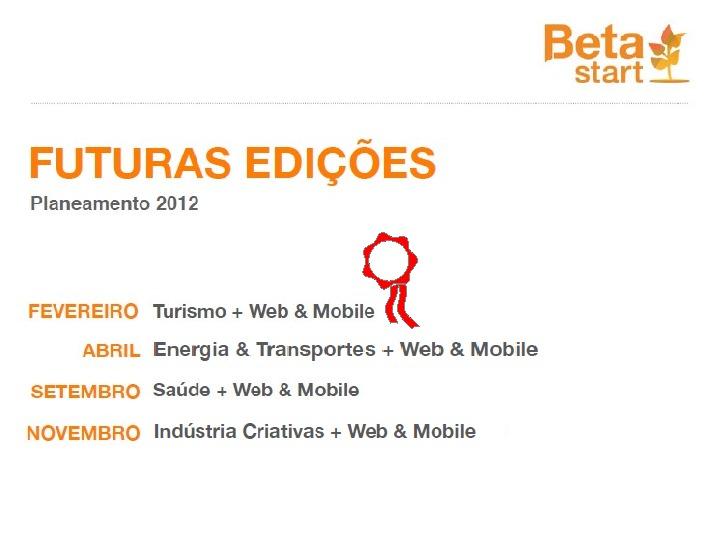 Beta
start
FUTURAS EDIÇÕES
Planeamento 2012
FEVEREIRO Turismo + Web & Mobile
ABRIL Energia & Transportes + Web & Mobile
SETEMBRO Saúde + Web & Mobile
NOVEMBRO Indústria Criativas + Web & Mobile